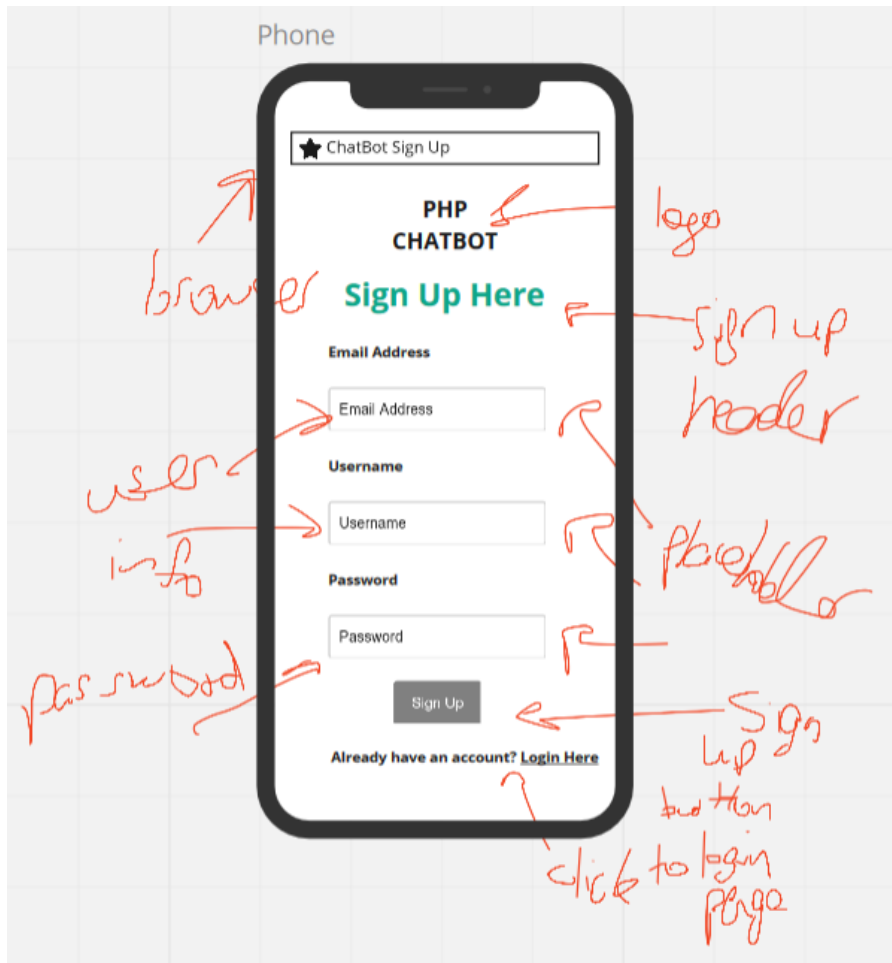 Phone
ChatBot Sign Up
PHP
CHATBOT
logo
browser
Sign Up Here
sign up
header
Email Address
Email Address
user
info
Username
Username
placeholder
Password
Password
password
Sign Up
Sign
up
button
Already have an account? Login Here
click to login
page